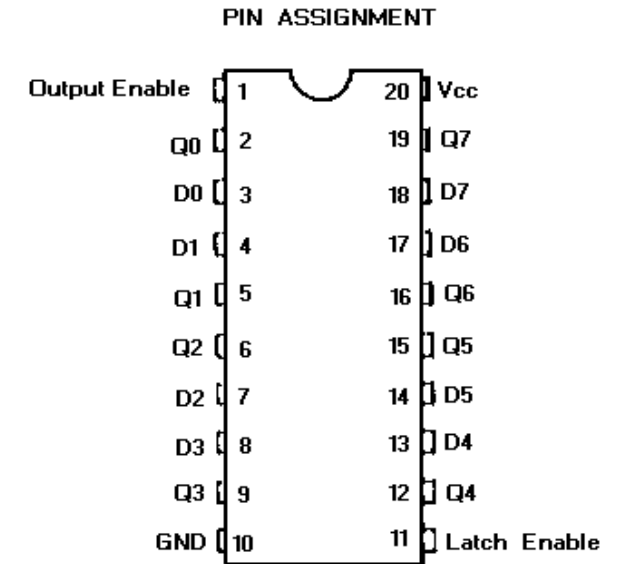 PIN ASSIGNMENT
Output Enable 1 20 Vcc
Q0 2 19 Q7
D0 3 18 D7
D1 4 17 D6
Q1 5 16 Q6
Q2 6 15 Q5
D2 7 14 D5
D3 8 13 D4
Q3 9 12 Q4
GND 10 11 Latch Enable